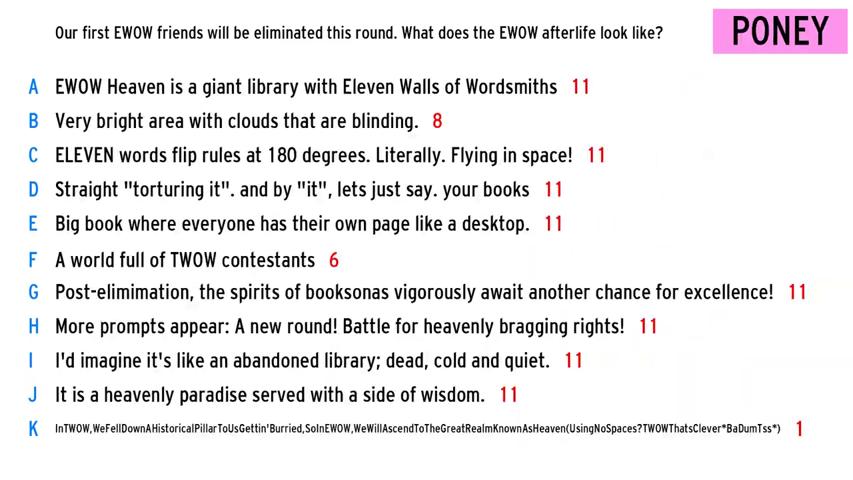 Our first EWOW friends will be eliminated this round. What does the EWOW afterlife look like?
PONEY
A EWOW Heaven is a giant library with Eleven Walls of Wordsmiths 11
B Very bright area with clouds that are blinding. 8
C ELEVEN words flip rules at 180 degrees. Literally. Flying in space! 11
D Straight "torturing it". and by "it", lets just say. your books 11
E Big book where everyone has their own page like a desktop. 11
F A world full of TWOW contestants 6
G Post-elimimation, the spirits of booksonas vigorously await another chance for excellence! 11
H More prompts appear: A new round! Battle for heavenly bragging rights! 11
I I'd imagine it's like an abandoned library; dead, cold and quiet. 11
J It is a heavenly paradise served with a side of wisdom. 11
K InTWOW,WeFellDownAHistoricalPillarToUsGettin'Burried,SoInEWOW,WeWillAscendToTheGreatRealmKnownAsHeaven(UsingNoSpaces?TWOWThatsClever*BaDumTss*) 1